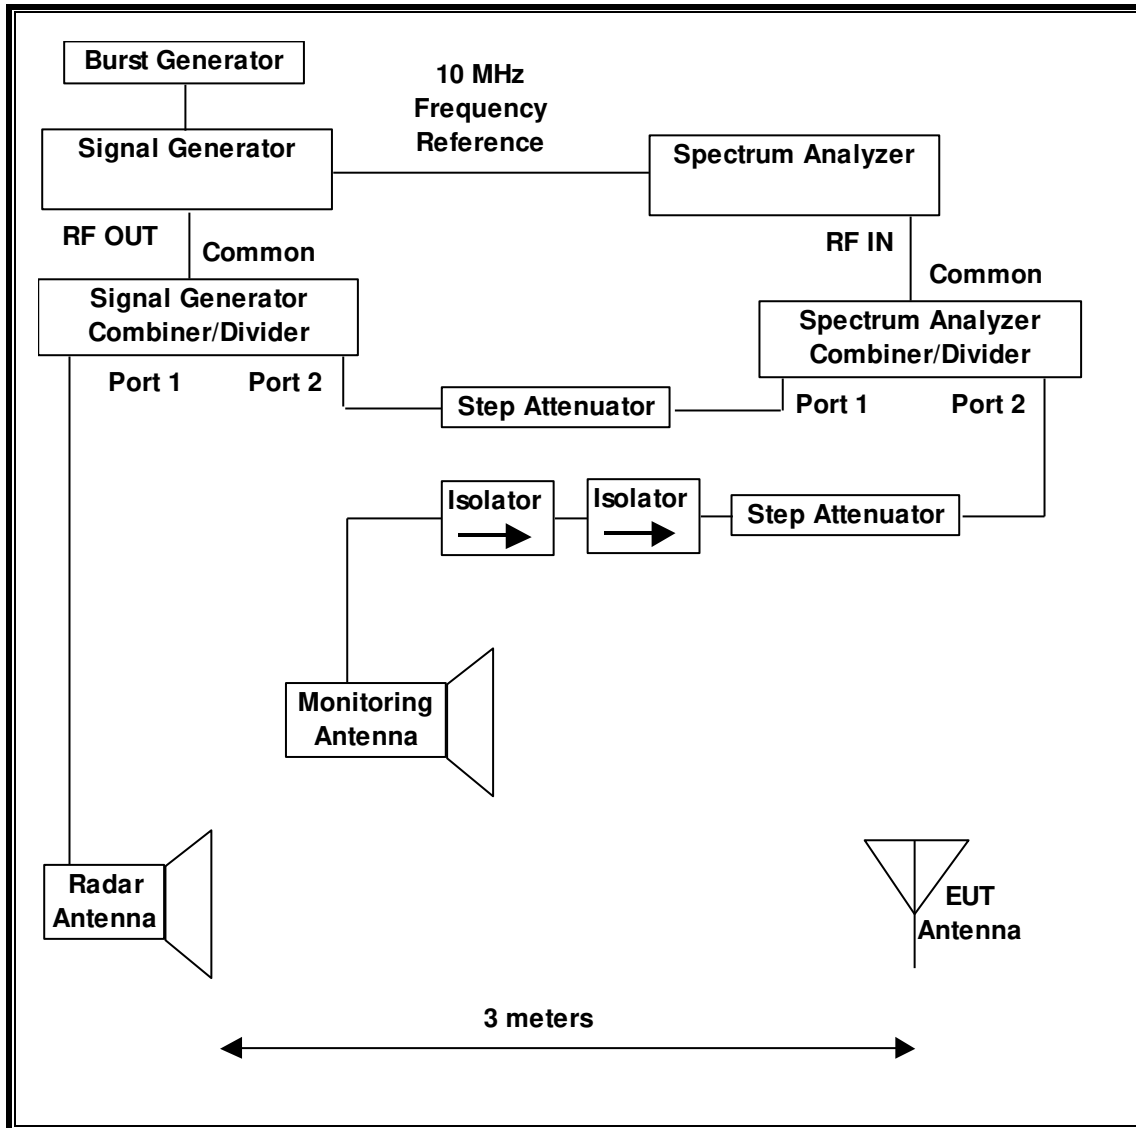 Burst Generator
10 MHz
Frequency
Reference
Signal Generator
Spectrum Analyzer
RF OUT
Common
RF IN
Common
Signal Generator
Combiner/Divider
Spectrum Analyzer
Combiner/Divider
Port 1
Port 2
Step Attenuator
Port 1
Port 2
Isolator
Isolator
Step Attenuator
Monitoring
Antenna
Radar
Antenna
EUT
Antenna
3 meters